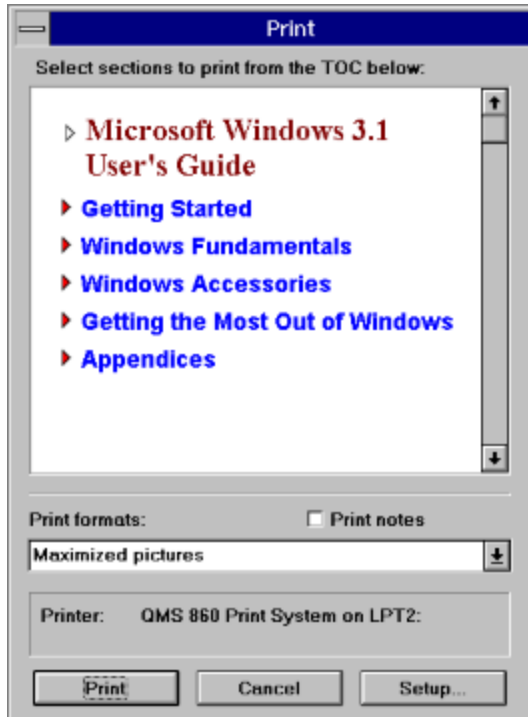 Print
Select sections to print from the TOC below:
Microsoft Windows 3.1
User's Guide
Getting Started
Windows Fundamentals
Windows Accessories
Getting the Most Out of Windows
Appendices
Print formats: Print notes
Maximized pictures
Printer: QMS 860 Print System on LPT2:
Print Cancel Setup...